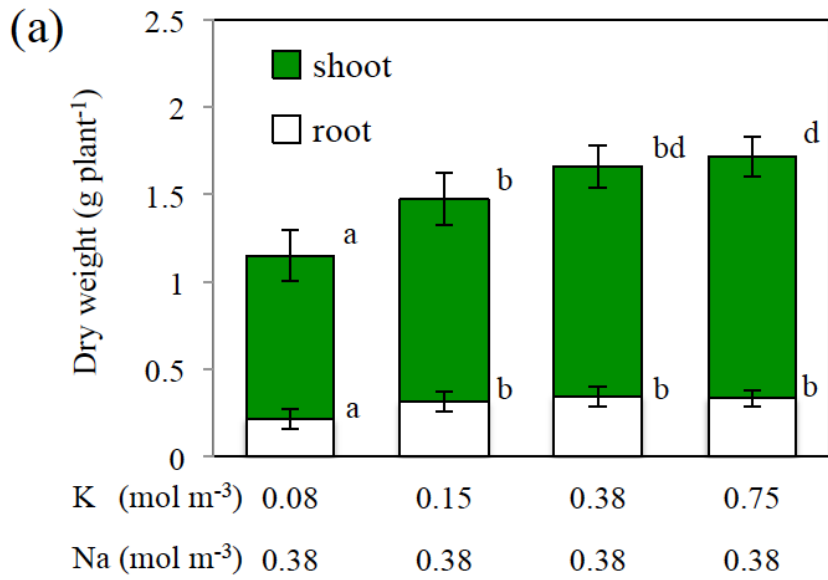 (a)
Dry weight (g plant⁻¹)
2.5
2
1.5
1
0.5
0
shoot
root
a
b
bd
d
a
b
b
b
K (mol m⁻³) 0.08 0.15 0.38 0.75
Na (mol m⁻³) 0.38 0.38 0.38 0.38